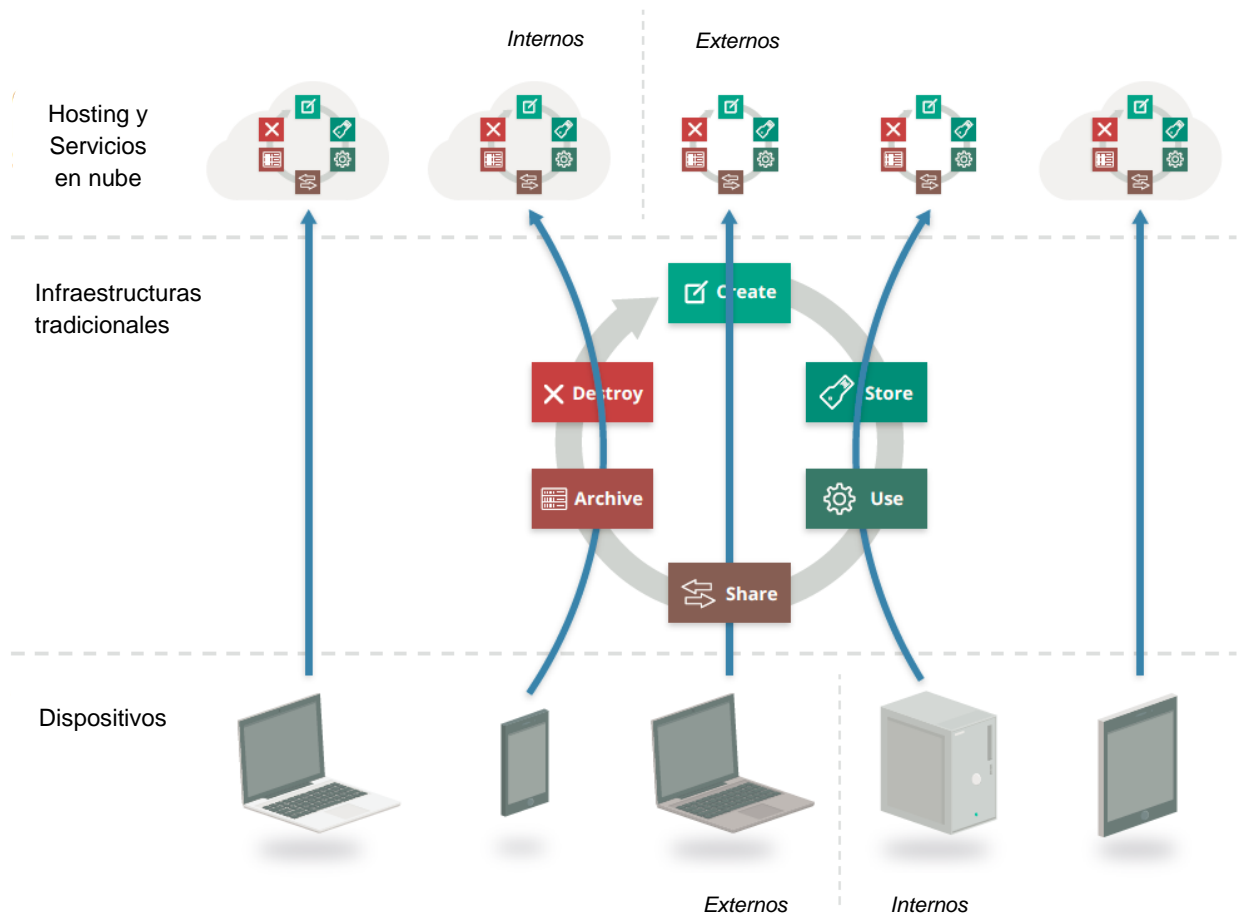 Internos
Externos
Hosting y
Servicios
en nube
Infraestructuras
tradicionales
Create
Destroy
Store
Archive
Use
Share
Dispositivos
Externos
Internos